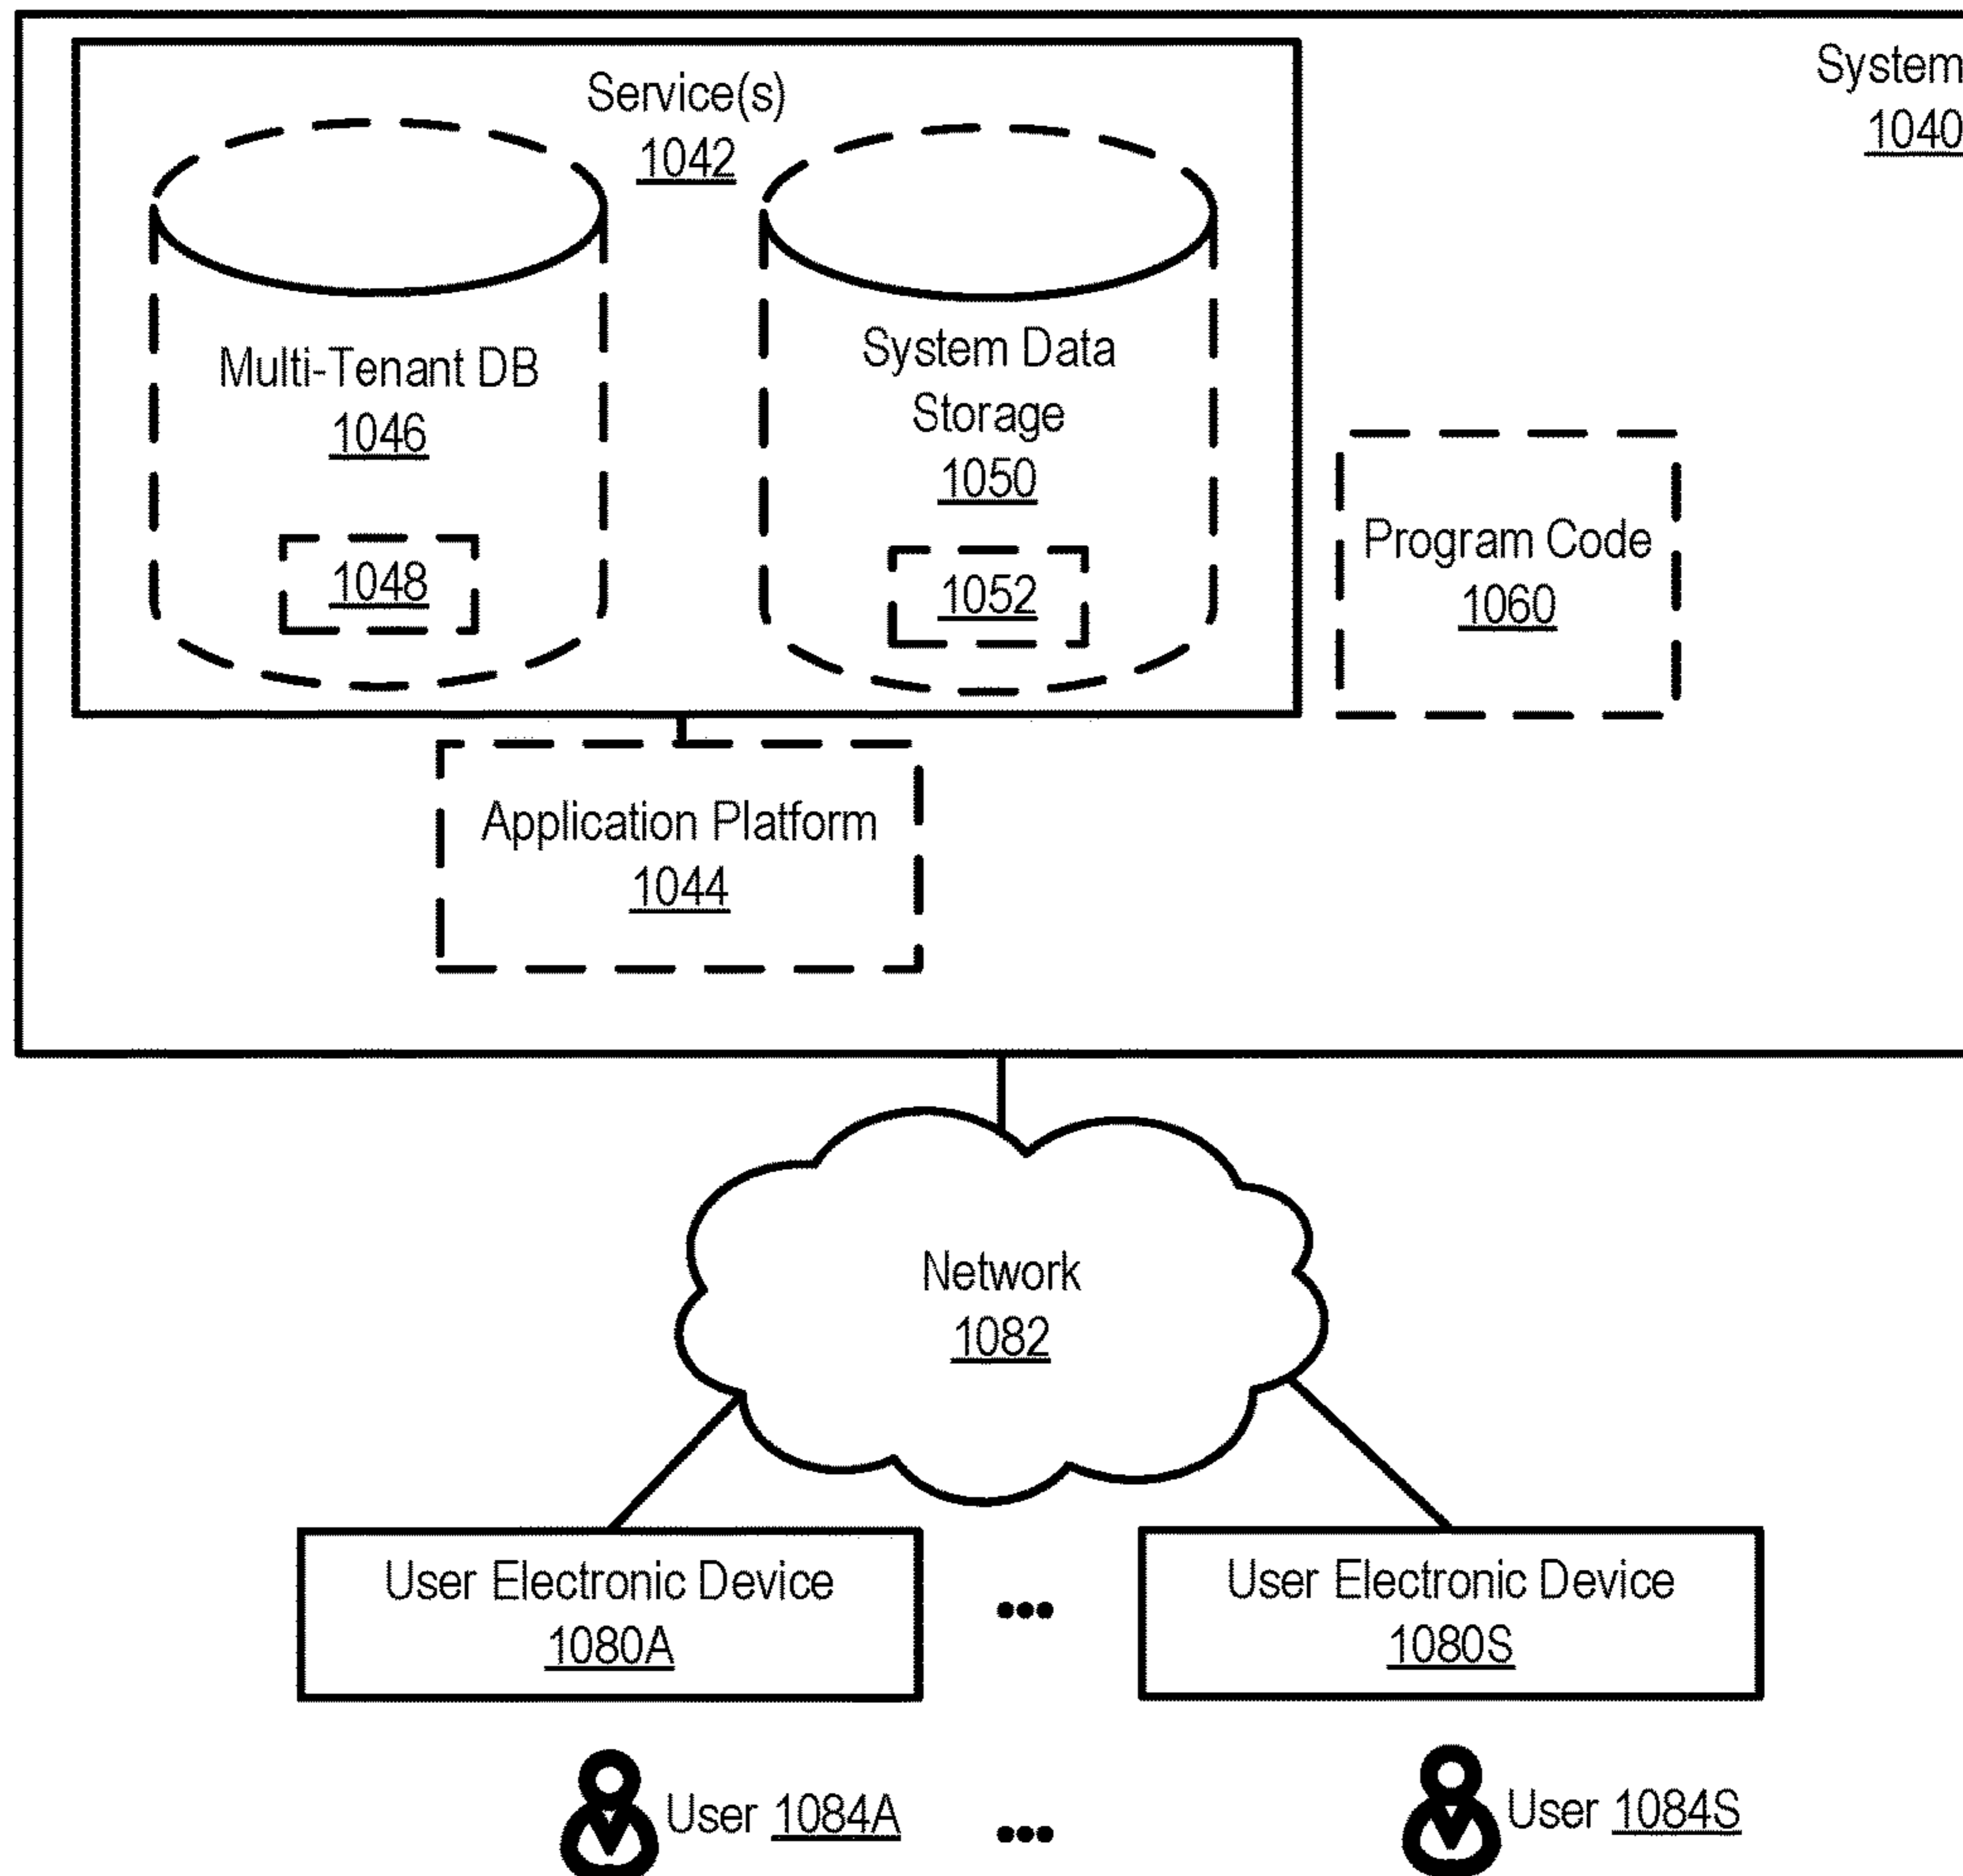 System
1040
Service(s)
1042
Multi-Tenant DB
1046
1048
System Data
Storage
1050
1052
Program Code
1060
Application Platform
1044
Network
1082
User Electronic Device
1080A
•••
User Electronic Device
1080S
User 1084A
•••
User 1084S